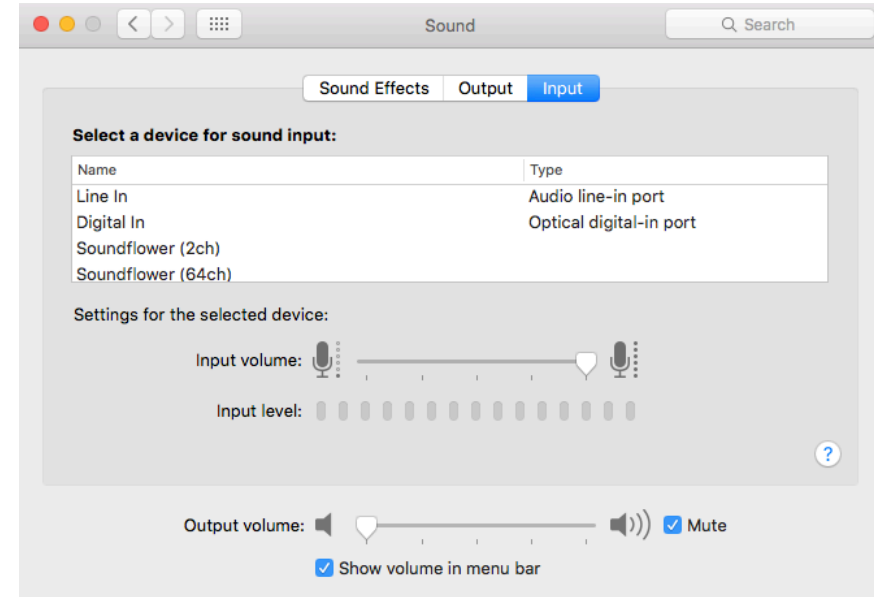 Sound
Search
Sound Effects Output Input
Select a device for sound input:
Name Type
Line In Audio line-in port
Digital In Optical digital-in port
Soundflower (2ch)
Soundflower (64ch)
Settings for the selected device:
Input volume:
Input level:
?
Output volume: Mute
Show volume in menu bar